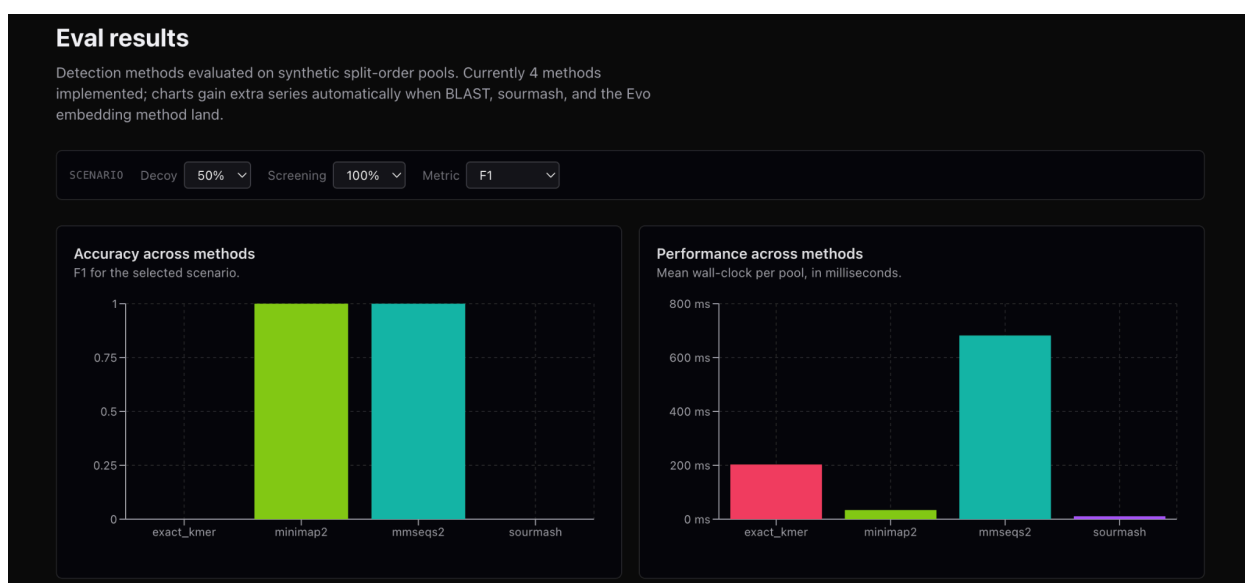 Eval results
Detection methods evaluated on synthetic split-order pools. Currently 4 methods
implemented; charts gain extra series automatically when BLAST, sourmash, and the Evo
embedding method land.
SCENARIO Decoy 50% Screening 100% Metric F1
Accuracy across methods
F1 for the selected scenario.
1
0.75
0.5
0.25
0
exact_kmer minimap2 mmseqs2 sourmash
Performance across methods
Mean wall-clock per pool, in milliseconds.
800 ms
600 ms
400 ms
200 ms
0 ms
exact_kmer minimap2 mmseqs2 sourmash